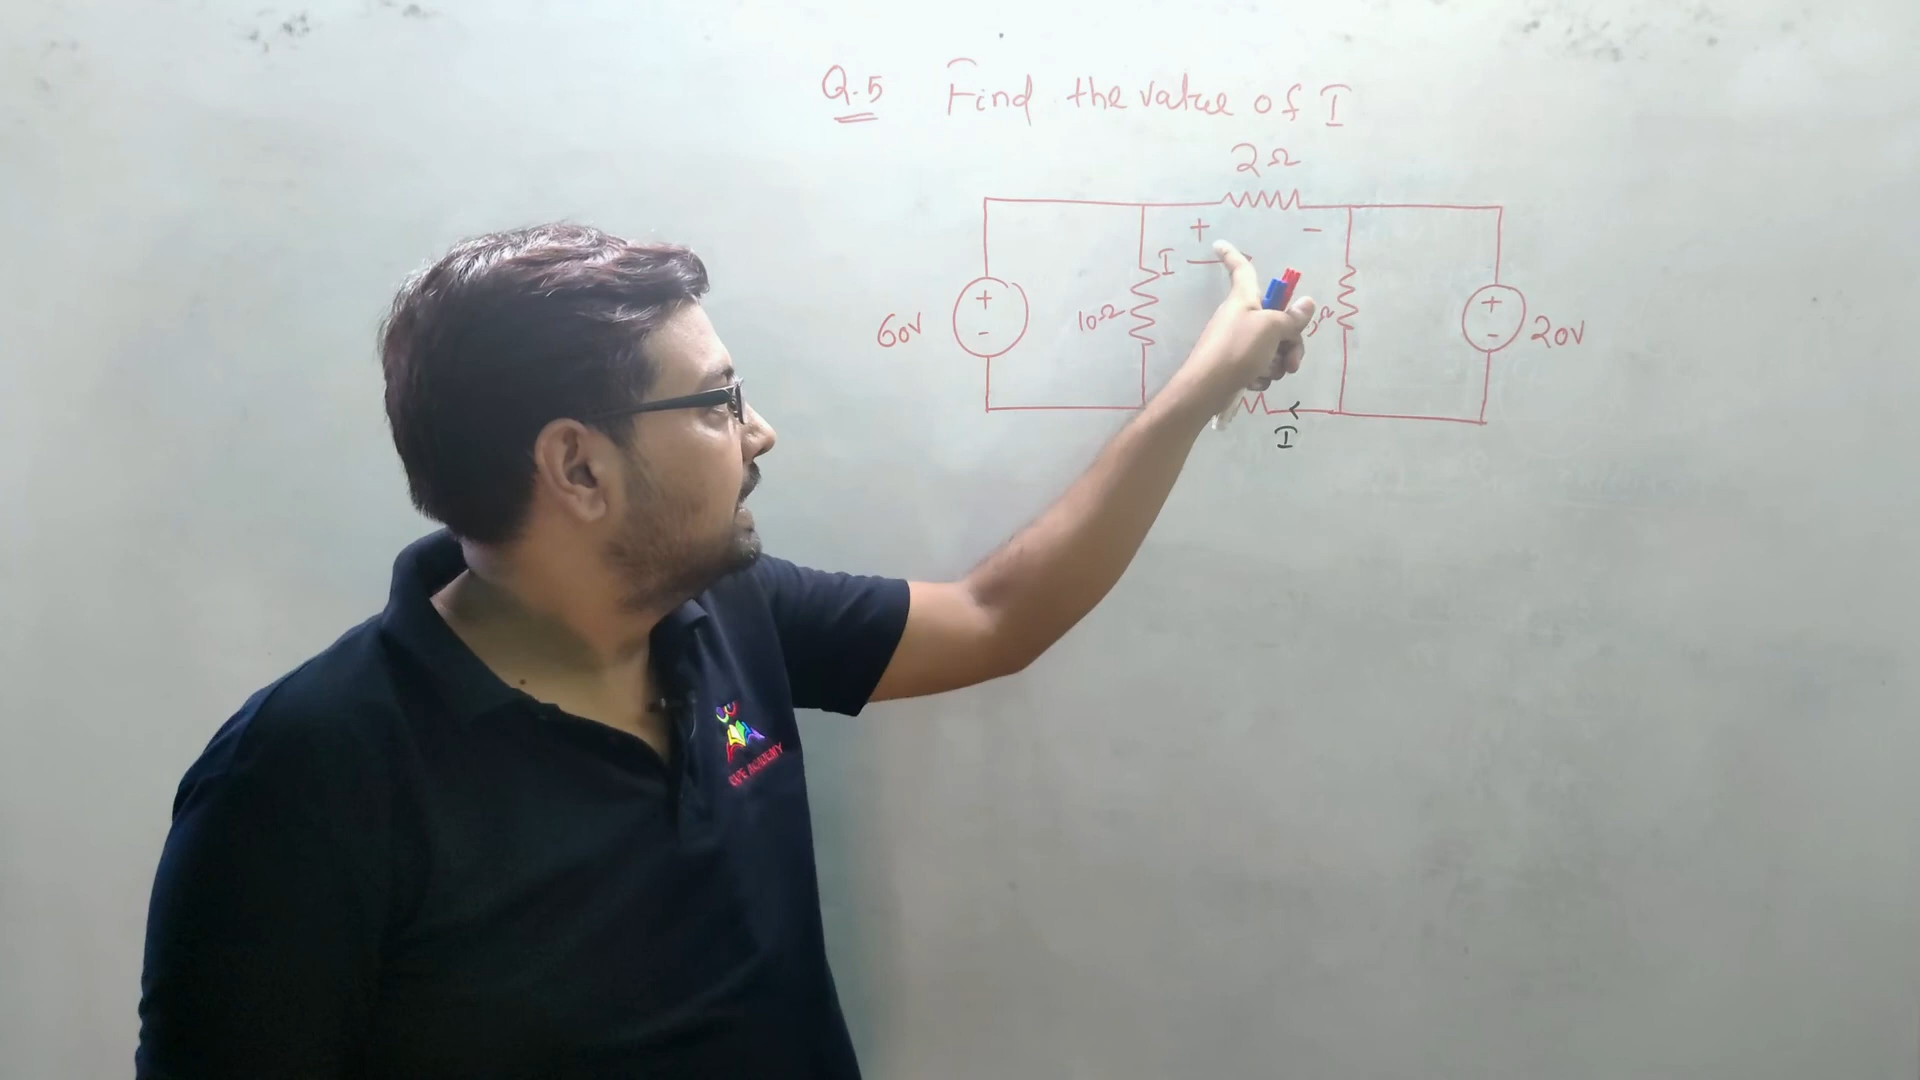 Q.5 Find the value of I
2Ω
+ -
I
10Ω
+
-
60V
Ω
+
-
20V
I